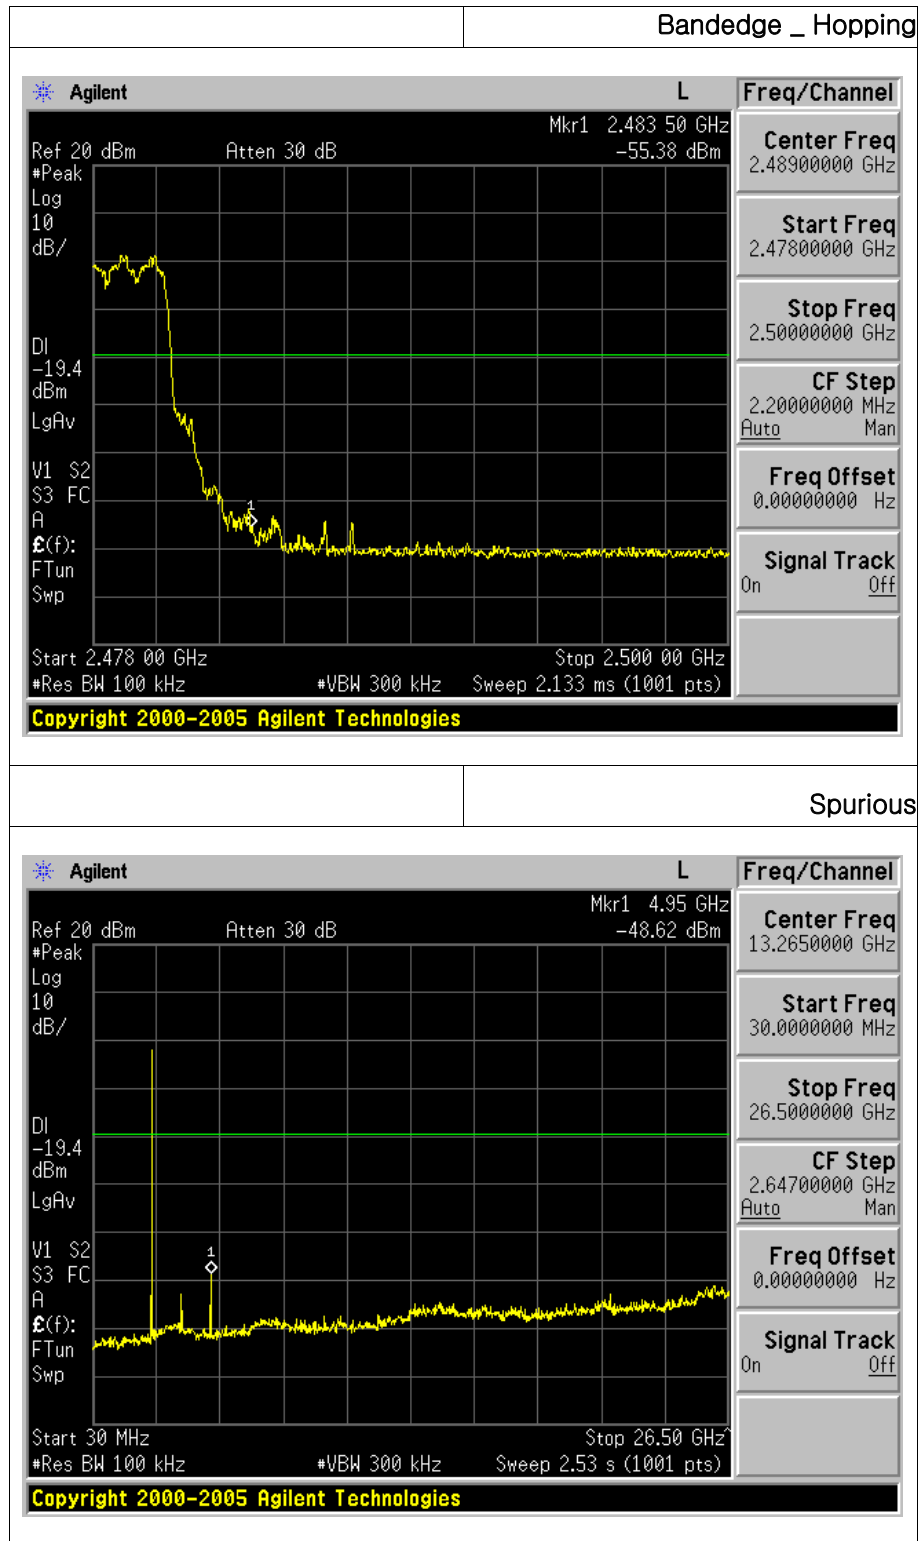 Bandedge _ Hopping
Agilent L Freq/Channel
Mkr1 2.483 50 GHz
Ref 20 dBm Atten 30 dB -55.38 dBm
#Peak
Log
10
dB/
DI
-19.4
dBm
LgAv
V1 S2
S3 FC
A
£(f):
FTun
Swp
1
Start 2.478 00 GHz Stop 2.500 00 GHz
#Res BW 100 kHz #VBW 300 kHz Sweep 2.133 ms (1001 pts)
Copyright 2000-2005 Agilent Technologies
Center Freq
2.48900000 GHz
Start Freq
2.47800000 GHz
Stop Freq
2.50000000 GHz
CF Step
2.20000000 MHz
Auto Man
Freq Offset
0.00000000 Hz
Signal Track
On Off
Spurious
Agilent L Freq/Channel
Mkr1 4.95 GHz
Ref 20 dBm Atten 30 dB -48.62 dBm
#Peak
Log
10
dB/
DI
-19.4
dBm
LgAv
V1 S2
S3 FC
A
£(f):
FTun
Swp
1
Start 30 MHz Stop 26.50 GHz^
#Res BW 100 kHz #VBW 300 kHz Sweep 2.53 s (1001 pts)
Copyright 2000-2005 Agilent Technologies
Center Freq
13.2650000 GHz
Start Freq
30.0000000 MHz
Stop Freq
26.5000000 GHz
CF Step
2.64700000 GHz
Auto Man
Freq Offset
0.00000000 Hz
Signal Track
On Off